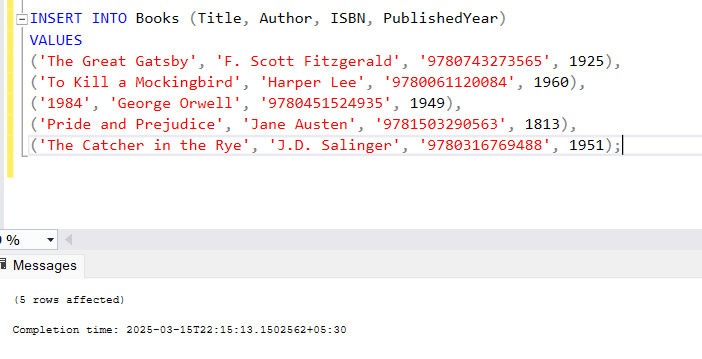 INSERT INTO Books (Title, Author, ISBN, PublishedYear)
VALUES
('The Great Gatsby', 'F. Scott Fitzgerald', '9780743273565', 1925),
('To Kill a Mockingbird', 'Harper Lee', '9780061120084', 1960),
('1984', 'George Orwell', '9780451524935', 1949),
('Pride and Prejudice', 'Jane Austen', '9781503290563', 1813),
('The Catcher in the Rye', 'J.D. Salinger', '9780316769488', 1951);
%
Messages
(5 rows affected)
Completion time: 2025-03-15T22:15:13.1502562+05:30